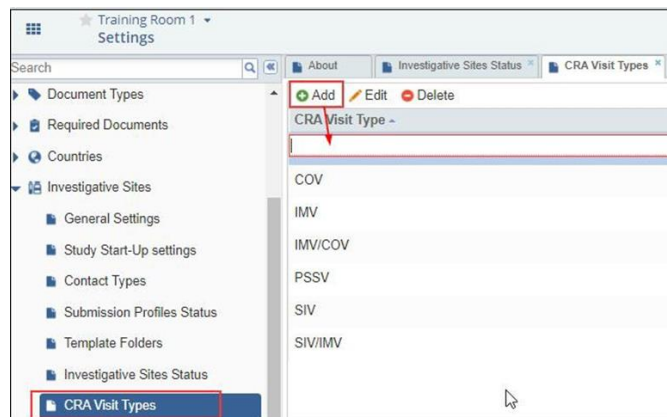 Training Room 1
Settings
Search
Document Types
Required Documents
Countries
Investigative Sites
General Settings
Study Start-Up settings
Contact Types
Submission Profiles Status
Template Folders
Investigative Sites Status
CRA Visit Types
About
Investigative Sites Status
CRA Visit Types
Add Edit Delete
CRA Visit Type
COV
IMV
IMV/COV
PSSV
SIV
SIV/IMV